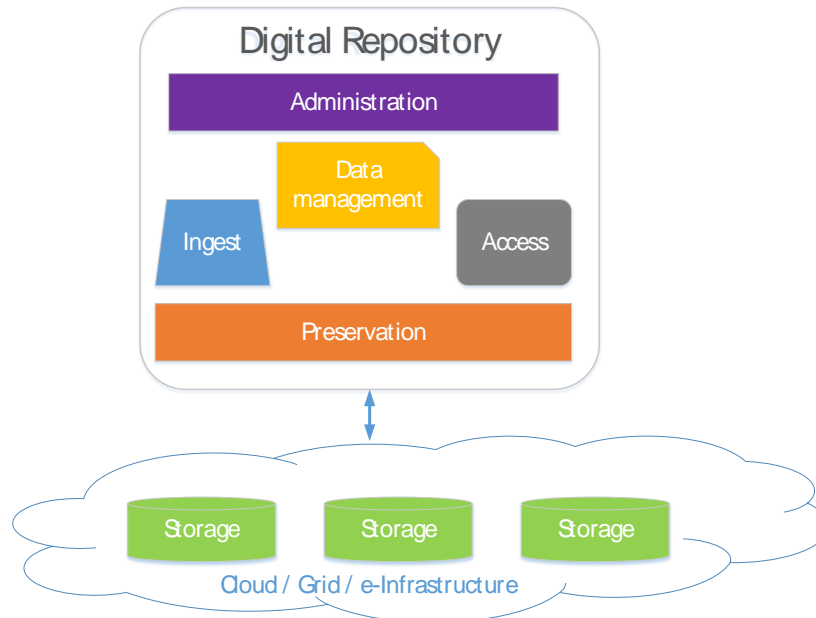 Digital Repository
Administration
Data
management
Ingest
Access
Preservation
Storage
Storage
Storage
Cloud / Grid / e-Infrastructure